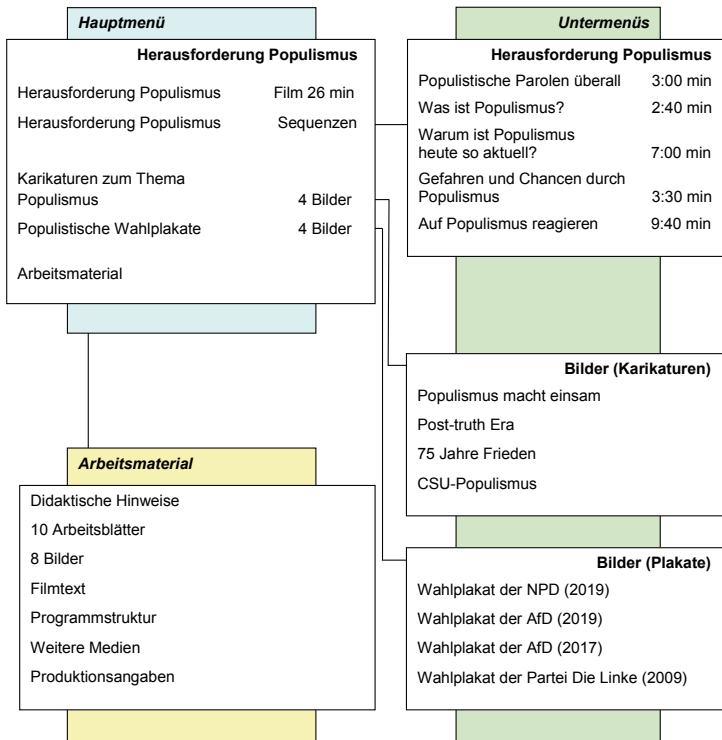 Hauptmenü
Herausforderung Populismus
Herausforderung Populismus Film 26 min
Herausforderung Populismus Sequenzen
Karikaturen zum Thema
Populismus 4 Bilder
Populistische Wahlplakate 4 Bilder
Arbeitsmaterial
Untermenüs
Herausforderung Populismus
Populistische Parolen überall 3:00 min
Was ist Populismus? 2:40 min
Warum ist Populismus
heute so aktuell? 7:00 min
Gefahren und Chancen durch
Populismus 3:30 min
Auf Populismus reagieren 9:40 min
Bilder (Karikaturen)
Populismus macht einsam
Post-truth Era
75 Jahre Frieden
CSU-Populismus
Arbeitsmaterial
Didaktische Hinweise
10 Arbeitsblätter
8 Bilder
Filmtext
Programmstruktur
Weitere Medien
Produktionsangaben
Bilder (Plakate)
Wahlplakat der NPD (2019)
Wahlplakat der AfD (2019)
Wahlplakat der AfD (2017)
Wahlplakat der Partei Die Linke (2009)